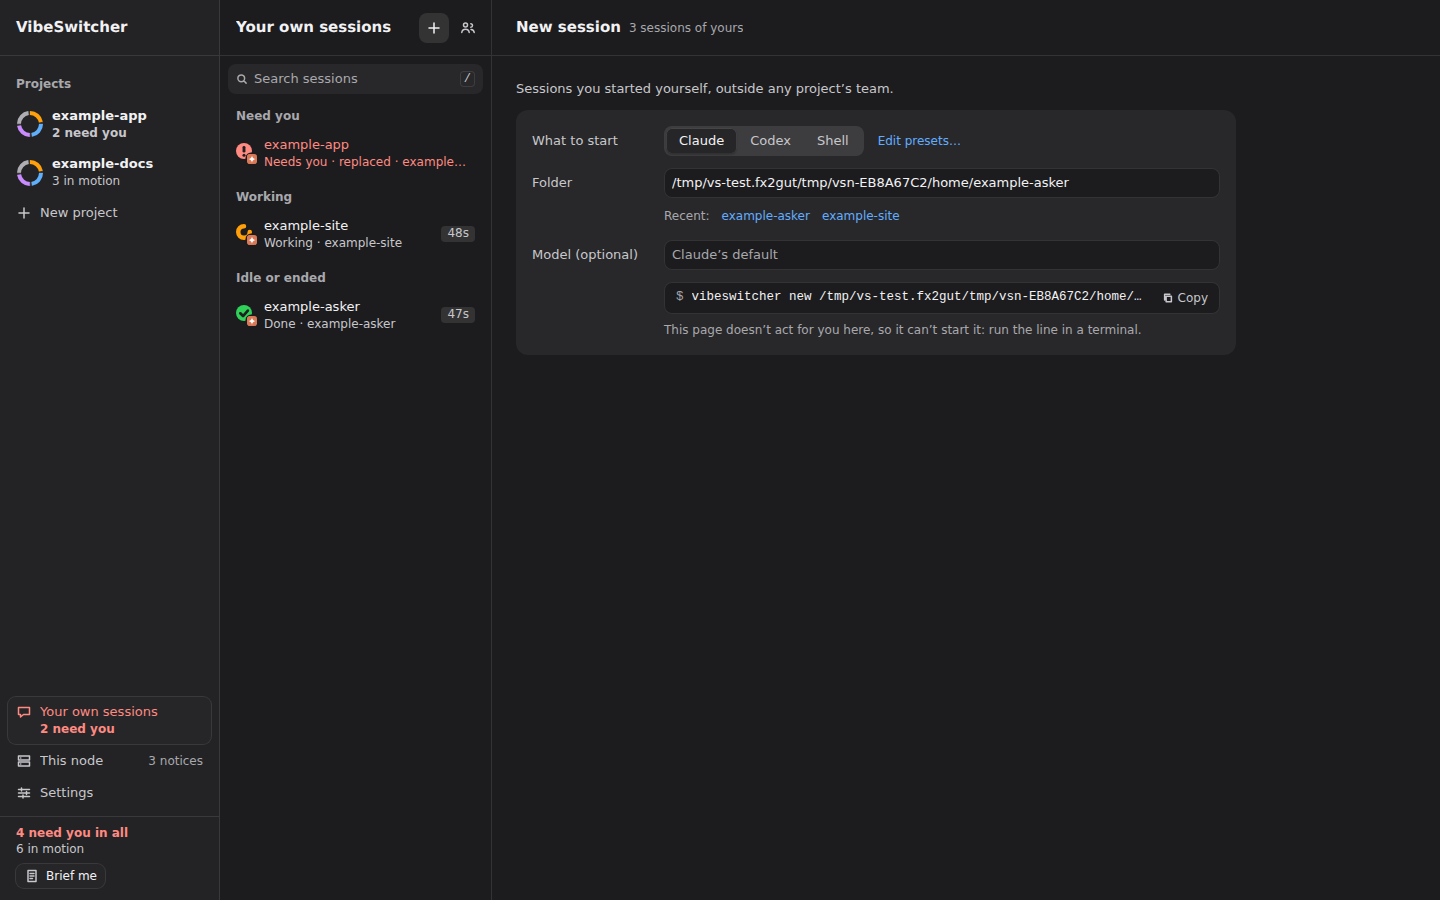 VibeSwitcher
Projects
example-app
2 need you
example-docs
3 in motion
New project
Your own sessions
2 need you
This node
3 notices
Settings
4 need you in all
6 in motion
Brief me
Your own sessions
Search sessions
/
Need you
example-app
Needs you · replaced · example…
Working
example-site
Working · example-site
48s
Idle or ended
example-asker
Done · example-asker
47s
New session 3 sessions of yours
Sessions you started yourself, outside any project’s team.
What to start
Claude Codex Shell Edit presets…
Folder
/tmp/vs-test.fx2gut/tmp/vsn-EB8A67C2/home/example-asker
Recent: example-asker example-site
Model (optional)
Claude’s default
$ vibeswitcher new /tmp/vs-test.fx2gut/tmp/vsn-EB8A67C2/home/…
Copy
This page doesn’t act for you here, so it can’t start it: run the line in a terminal.